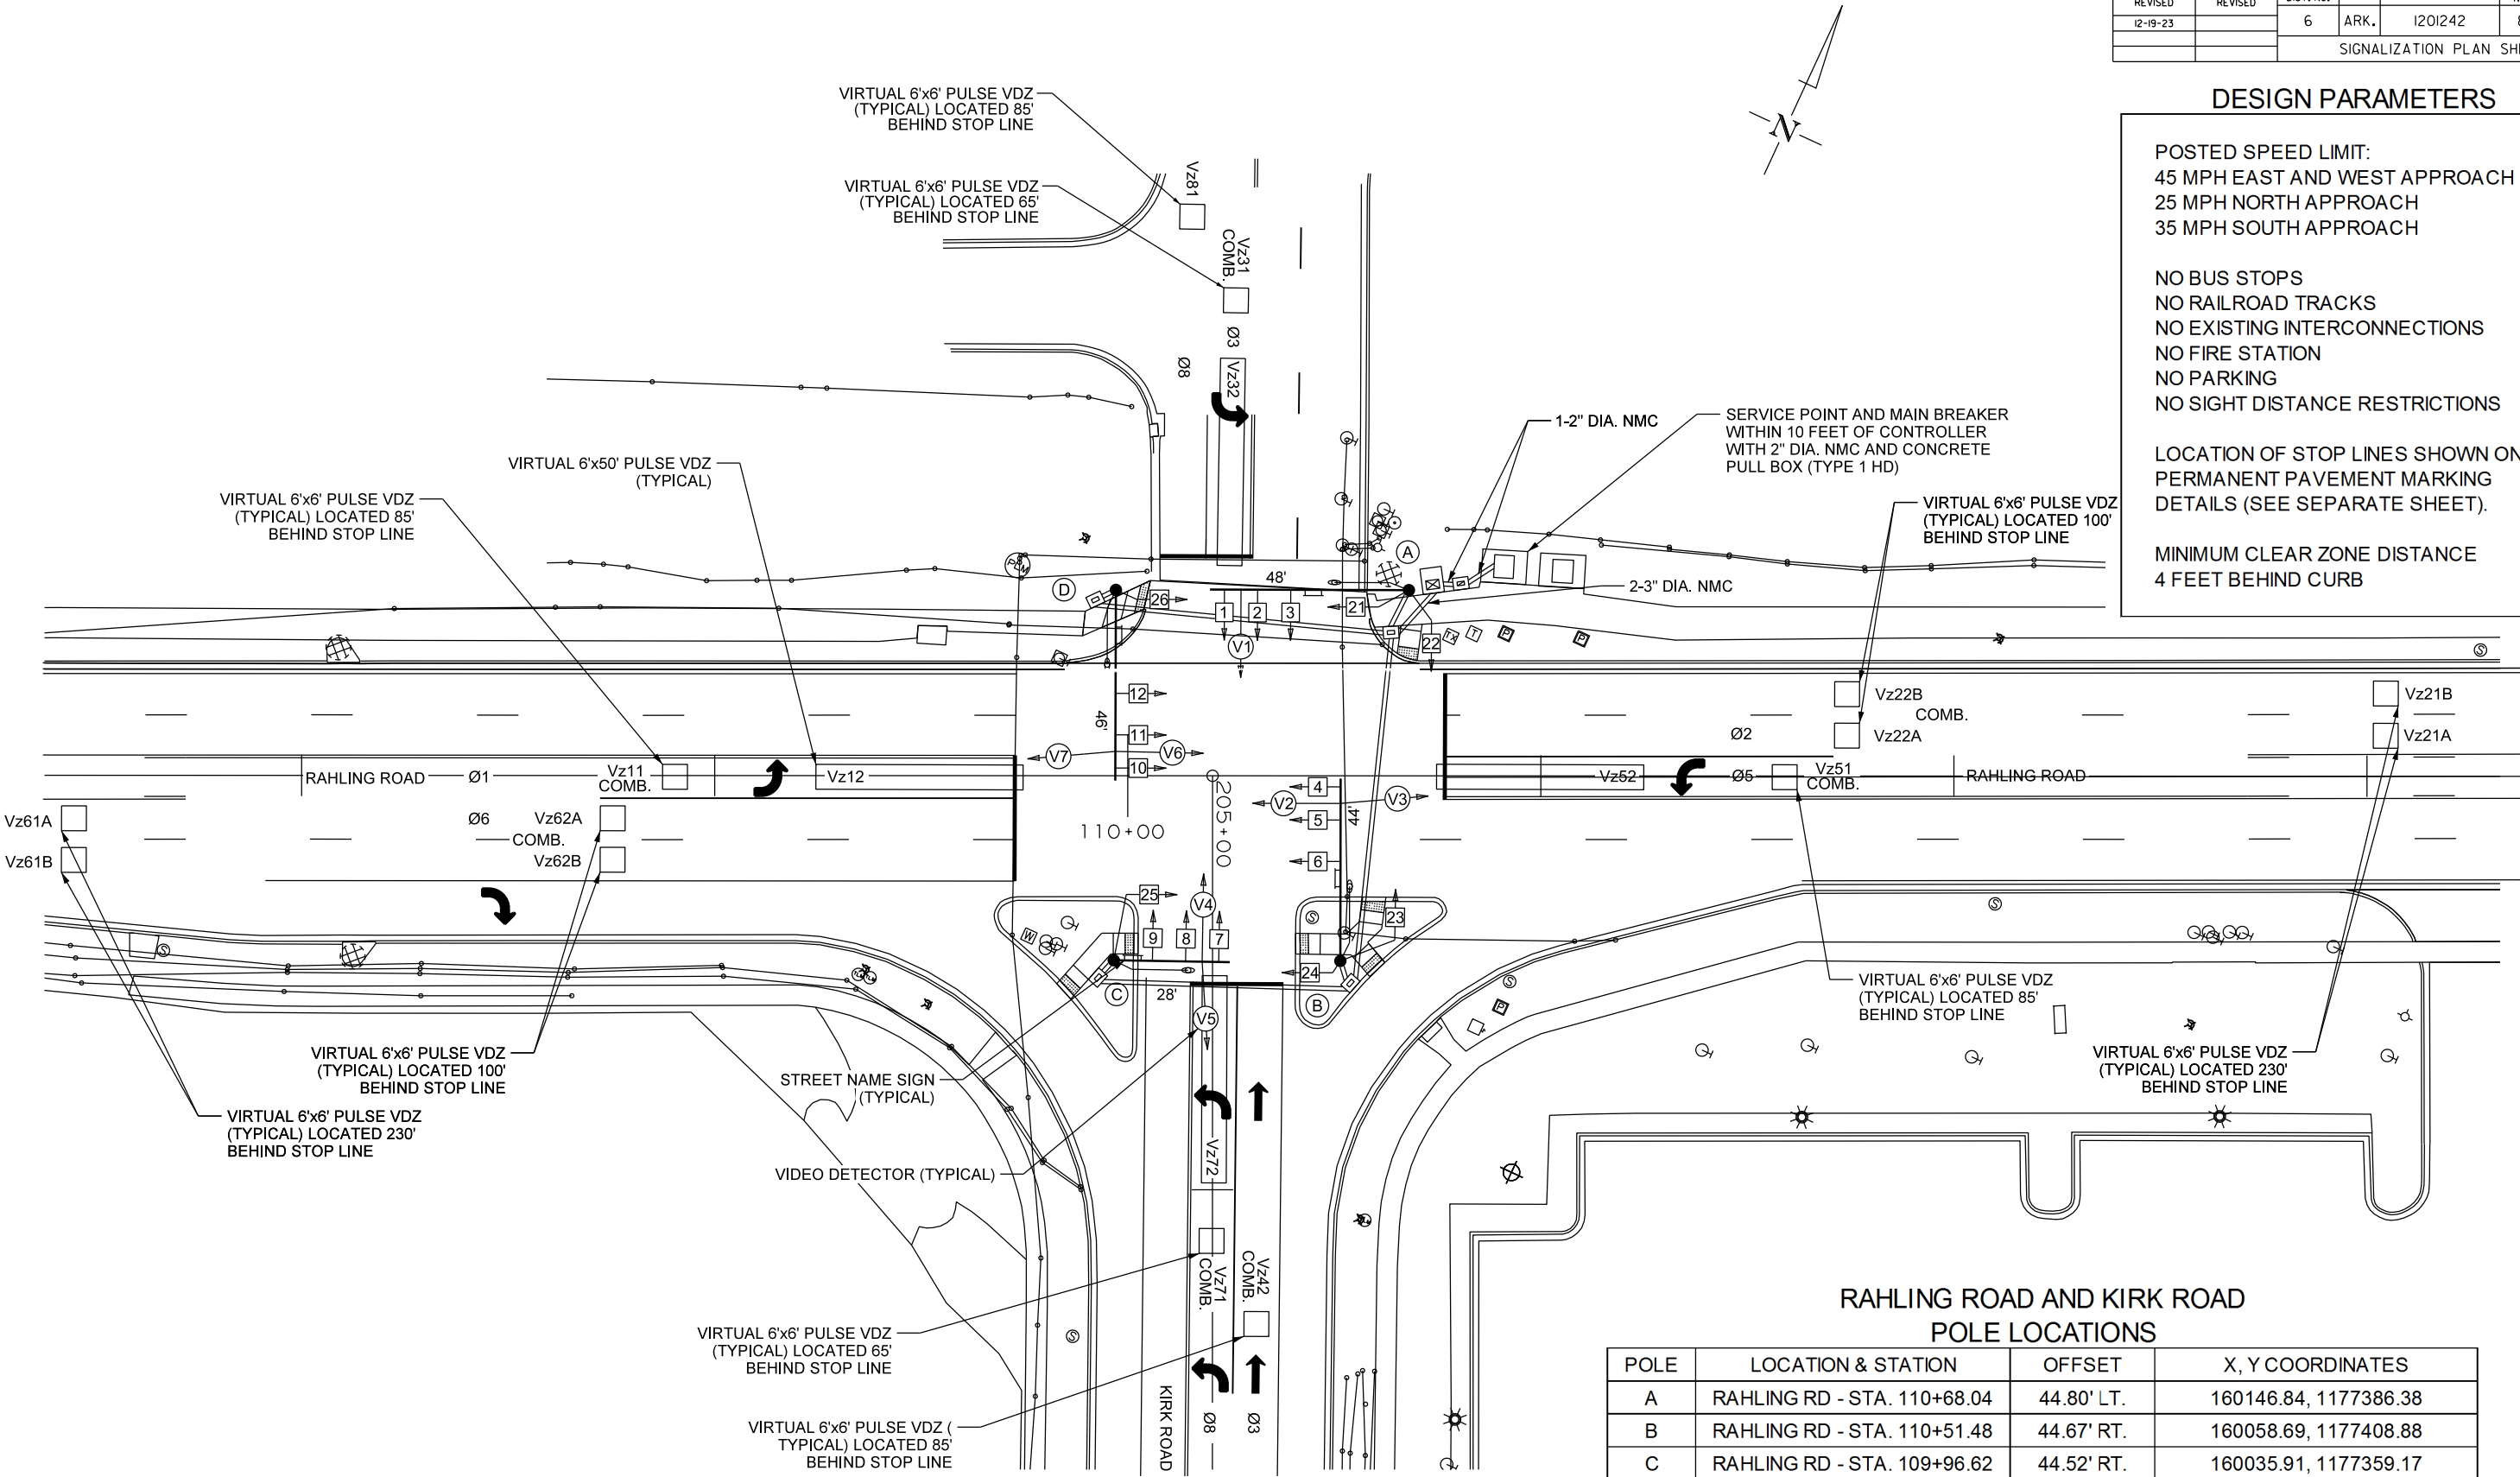 REVISED
REVISED
12-19-23
6
ARK.
1201242
SIGNALIZATION PLAN
DESIGN PARAMETERS
POSTED SPEED LIMIT:
45 MPH EAST AND WEST APPROACH
25 MPH NORTH APPROACH
35 MPH SOUTH APPROACH
NO BUS STOPS
NO RAILROAD TRACKS
NO EXISTING INTERCONNECTIONS
NO FIRE STATION
NO PARKING
NO SIGHT DISTANCE RESTRICTIONS
LOCATION OF STOP LINES SHOWN ON
PERMANENT PAVEMENT MARKING
DETAILS (SEE SEPARATE SHEET).
MINIMUM CLEAR ZONE DISTANCE
4 FEET BEHIND CURB
N
VIRTUAL 6'x6' PULSE VDZ
(TYPICAL) LOCATED 85'
BEHIND STOP LINE
VIRTUAL 6'x6' PULSE VDZ
(TYPICAL) LOCATED 65'
BEHIND STOP LINE
Vz81
Vz31
COMB.
Ø3
Ø8
Vz32
1-2" DIA. NMC
SERVICE POINT AND MAIN BREAKER
WITHIN 10 FEET OF CONTROLLER
WITH 2" DIA. NMC AND CONCRETE
PULL BOX (TYPE 1 HD)
2-3" DIA. NMC
VIRTUAL 6'x50' PULSE VDZ
(TYPICAL)
VIRTUAL 6'x6' PULSE VDZ
(TYPICAL) LOCATED 85'
BEHIND STOP LINE
VIRTUAL 6'x6' PULSE VDZ
(TYPICAL) LOCATED 100'
BEHIND STOP LINE
A
D
48'
26
1
2
3
21
22
V1
TX
T
P
P
S
12
46'
11
10
V7
V6
Vz22B
COMB.
Vz22A
Ø2
Vz21B
Vz21A
RAHLING ROAD
Ø1
Vz11
COMB.
Vz12
Vz52
Ø5
Vz51
COMB.
RAHLING ROAD
Vz61A
Vz61B
Ø6
Vz62A
COMB.
Vz62B
110+00
205+00
4
5
6
V2
V3
44'
25
V4
9
8
7
23
24
W
S
S
S
S
P
C
28'
B
V5
VIRTUAL 6'x6' PULSE VDZ
(TYPICAL) LOCATED 85'
BEHIND STOP LINE
VIRTUAL 6'x6' PULSE VDZ
(TYPICAL) LOCATED 230'
BEHIND STOP LINE
VIRTUAL 6'x6' PULSE VDZ
(TYPICAL) LOCATED 100'
BEHIND STOP LINE
VIRTUAL 6'x6' PULSE VDZ
(TYPICAL) LOCATED 230'
BEHIND STOP LINE
STREET NAME SIGN
(TYPICAL)
VIDEO DETECTOR (TYPICAL)
Vz72
Vz71
COMB.
Vz42
COMB.
S
VIRTUAL 6'x6' PULSE VDZ
(TYPICAL) LOCATED 65'
BEHIND STOP LINE
VIRTUAL 6'x6' PULSE VDZ (
TYPICAL) LOCATED 85'
BEHIND STOP LINE
KIRK ROAD
Ø8
Ø3
RAHLING ROAD AND KIRK ROAD
POLE LOCATIONS
POLE
LOCATION & STATION
OFFSET
X, Y COORDINATES
A
RAHLING RD - STA. 110+68.04
44.80' LT.
160146.84, 1177386.38
B
RAHLING RD - STA. 110+51.48
44.67' RT.
160058.69, 1177408.88
C
RAHLING RD - STA. 109+96.62
44.52' RT.
160035.91, 1177359.17